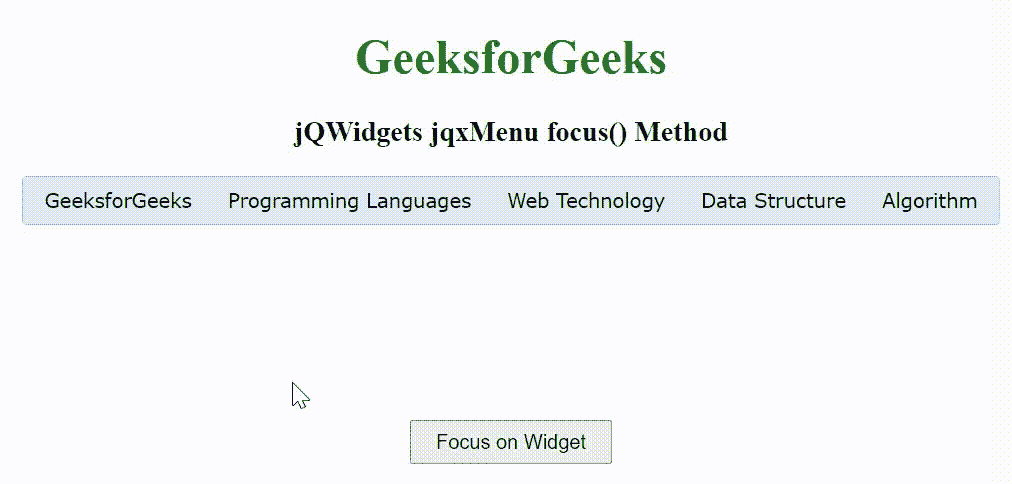 GeeksforGeeks
jQWidgets jqxMenu focus() Method
GeeksforGeeks Programming Languages Web Technology Data Structure Algorithm
Focus on Widget